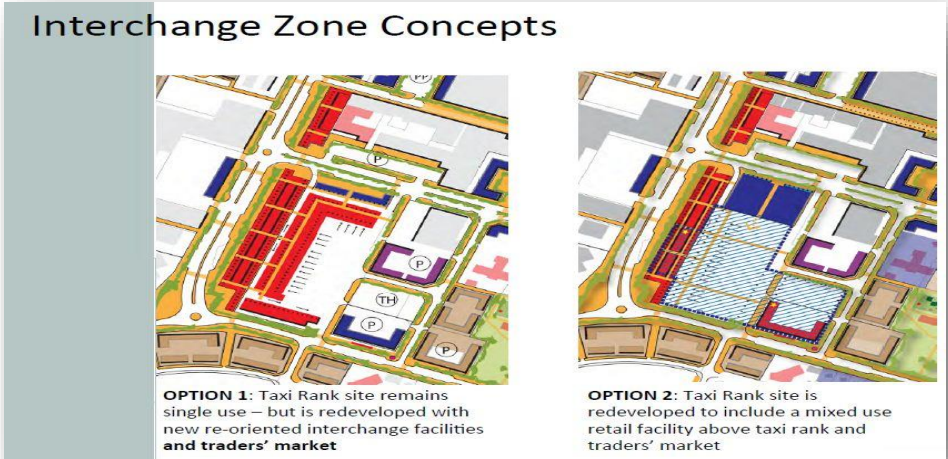 Interchange Zone Concepts
PP
P
P
TH
P
P
OPTION 1: Taxi Rank site remains
single use – but is redeveloped with
new re-oriented interchange facilities
and traders’ market
OPTION 2: Taxi Rank site is
redeveloped to include a mixed use
retail facility above taxi rank and
traders’ market